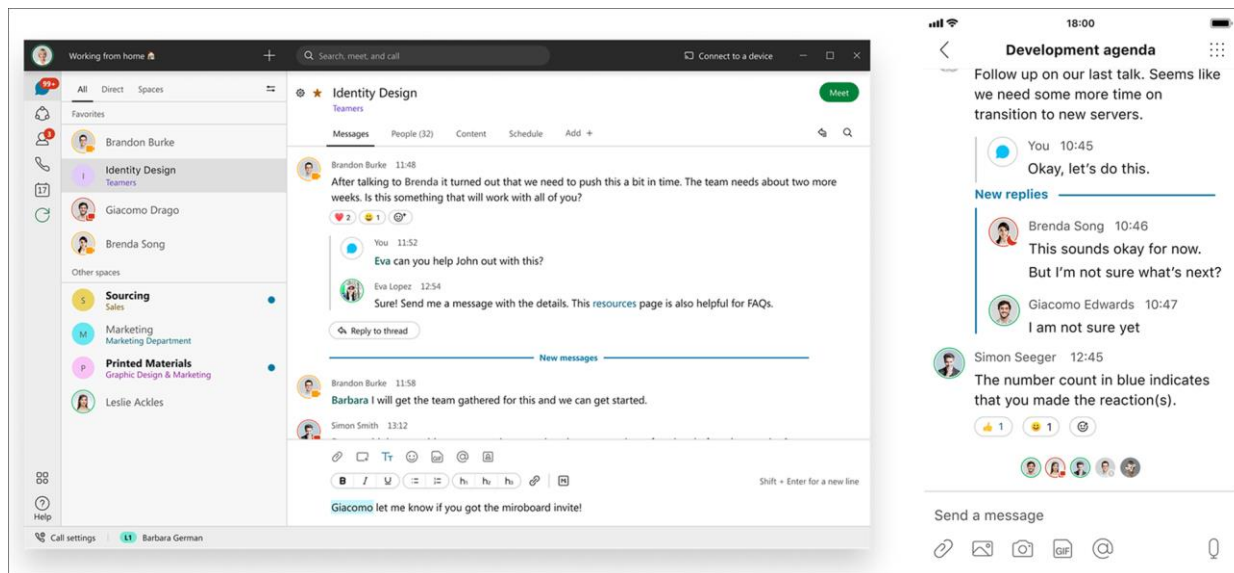 Working from home
Search, meet, and call
Connect to a device
99+
3
17
Help
All Direct Spaces
Favorites
Brandon Burke
I
Identity Design
Teamers
Giacomo Drago
Brenda Song
Other spaces
S
Sourcing
Sales
M
Marketing
Marketing Department
P
Printed Materials
Graphic Design & Marketing
Leslie Ackles
Identity Design
Teamers
Meet
Messages People (32) Content Schedule Add +
Brandon Burke 11:48
After talking to Brenda it turned out that we need to push this a bit in time. The team needs about two more
weeks. Is this something that will work with all of you?
2 1
You 11:52
Eva can you help John out with this?
Eva Lopez 12:54
Sure! Send me a message with the details. This resources page is also helpful for FAQs.
Reply to thread
New messages
Brandon Burke 11:58
Barbara I will get the team gathered for this and we can get started.
Simon Smith 13:12
Tт GIF @
B I U h₁ h₂ h₃ M
Shift + Enter for a new line
Giacomo let me know if you got the miroboard invite!
Call settings L1 Barbara German
18:00
Development agenda
Follow up on our last talk. Seems like
we need some more time on
transition to new servers.
You 10:45
Okay, let's do this.
New replies
Brenda Song 10:46
This sounds okay for now.
But I'm not sure what's next?
Giacomo Edwards 10:47
I am not sure yet
Simon Seeger 12:45
The number count in blue indicates
that you made the reaction(s).
1 1
Send a message
GIF @